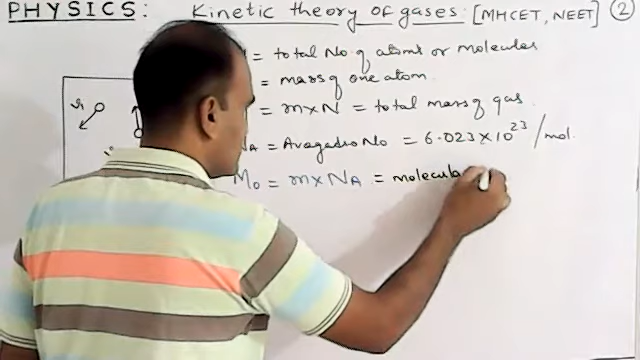 PHYSICS: Kinetic theory of gases: [MHCET, NEET] 2
= total No of atoms or molecules
= mass of one atom.
= m×N = total mass of gas.
NA = Avagadro No = 6.023×10^23/mol.
M0 = m×NA = molecula